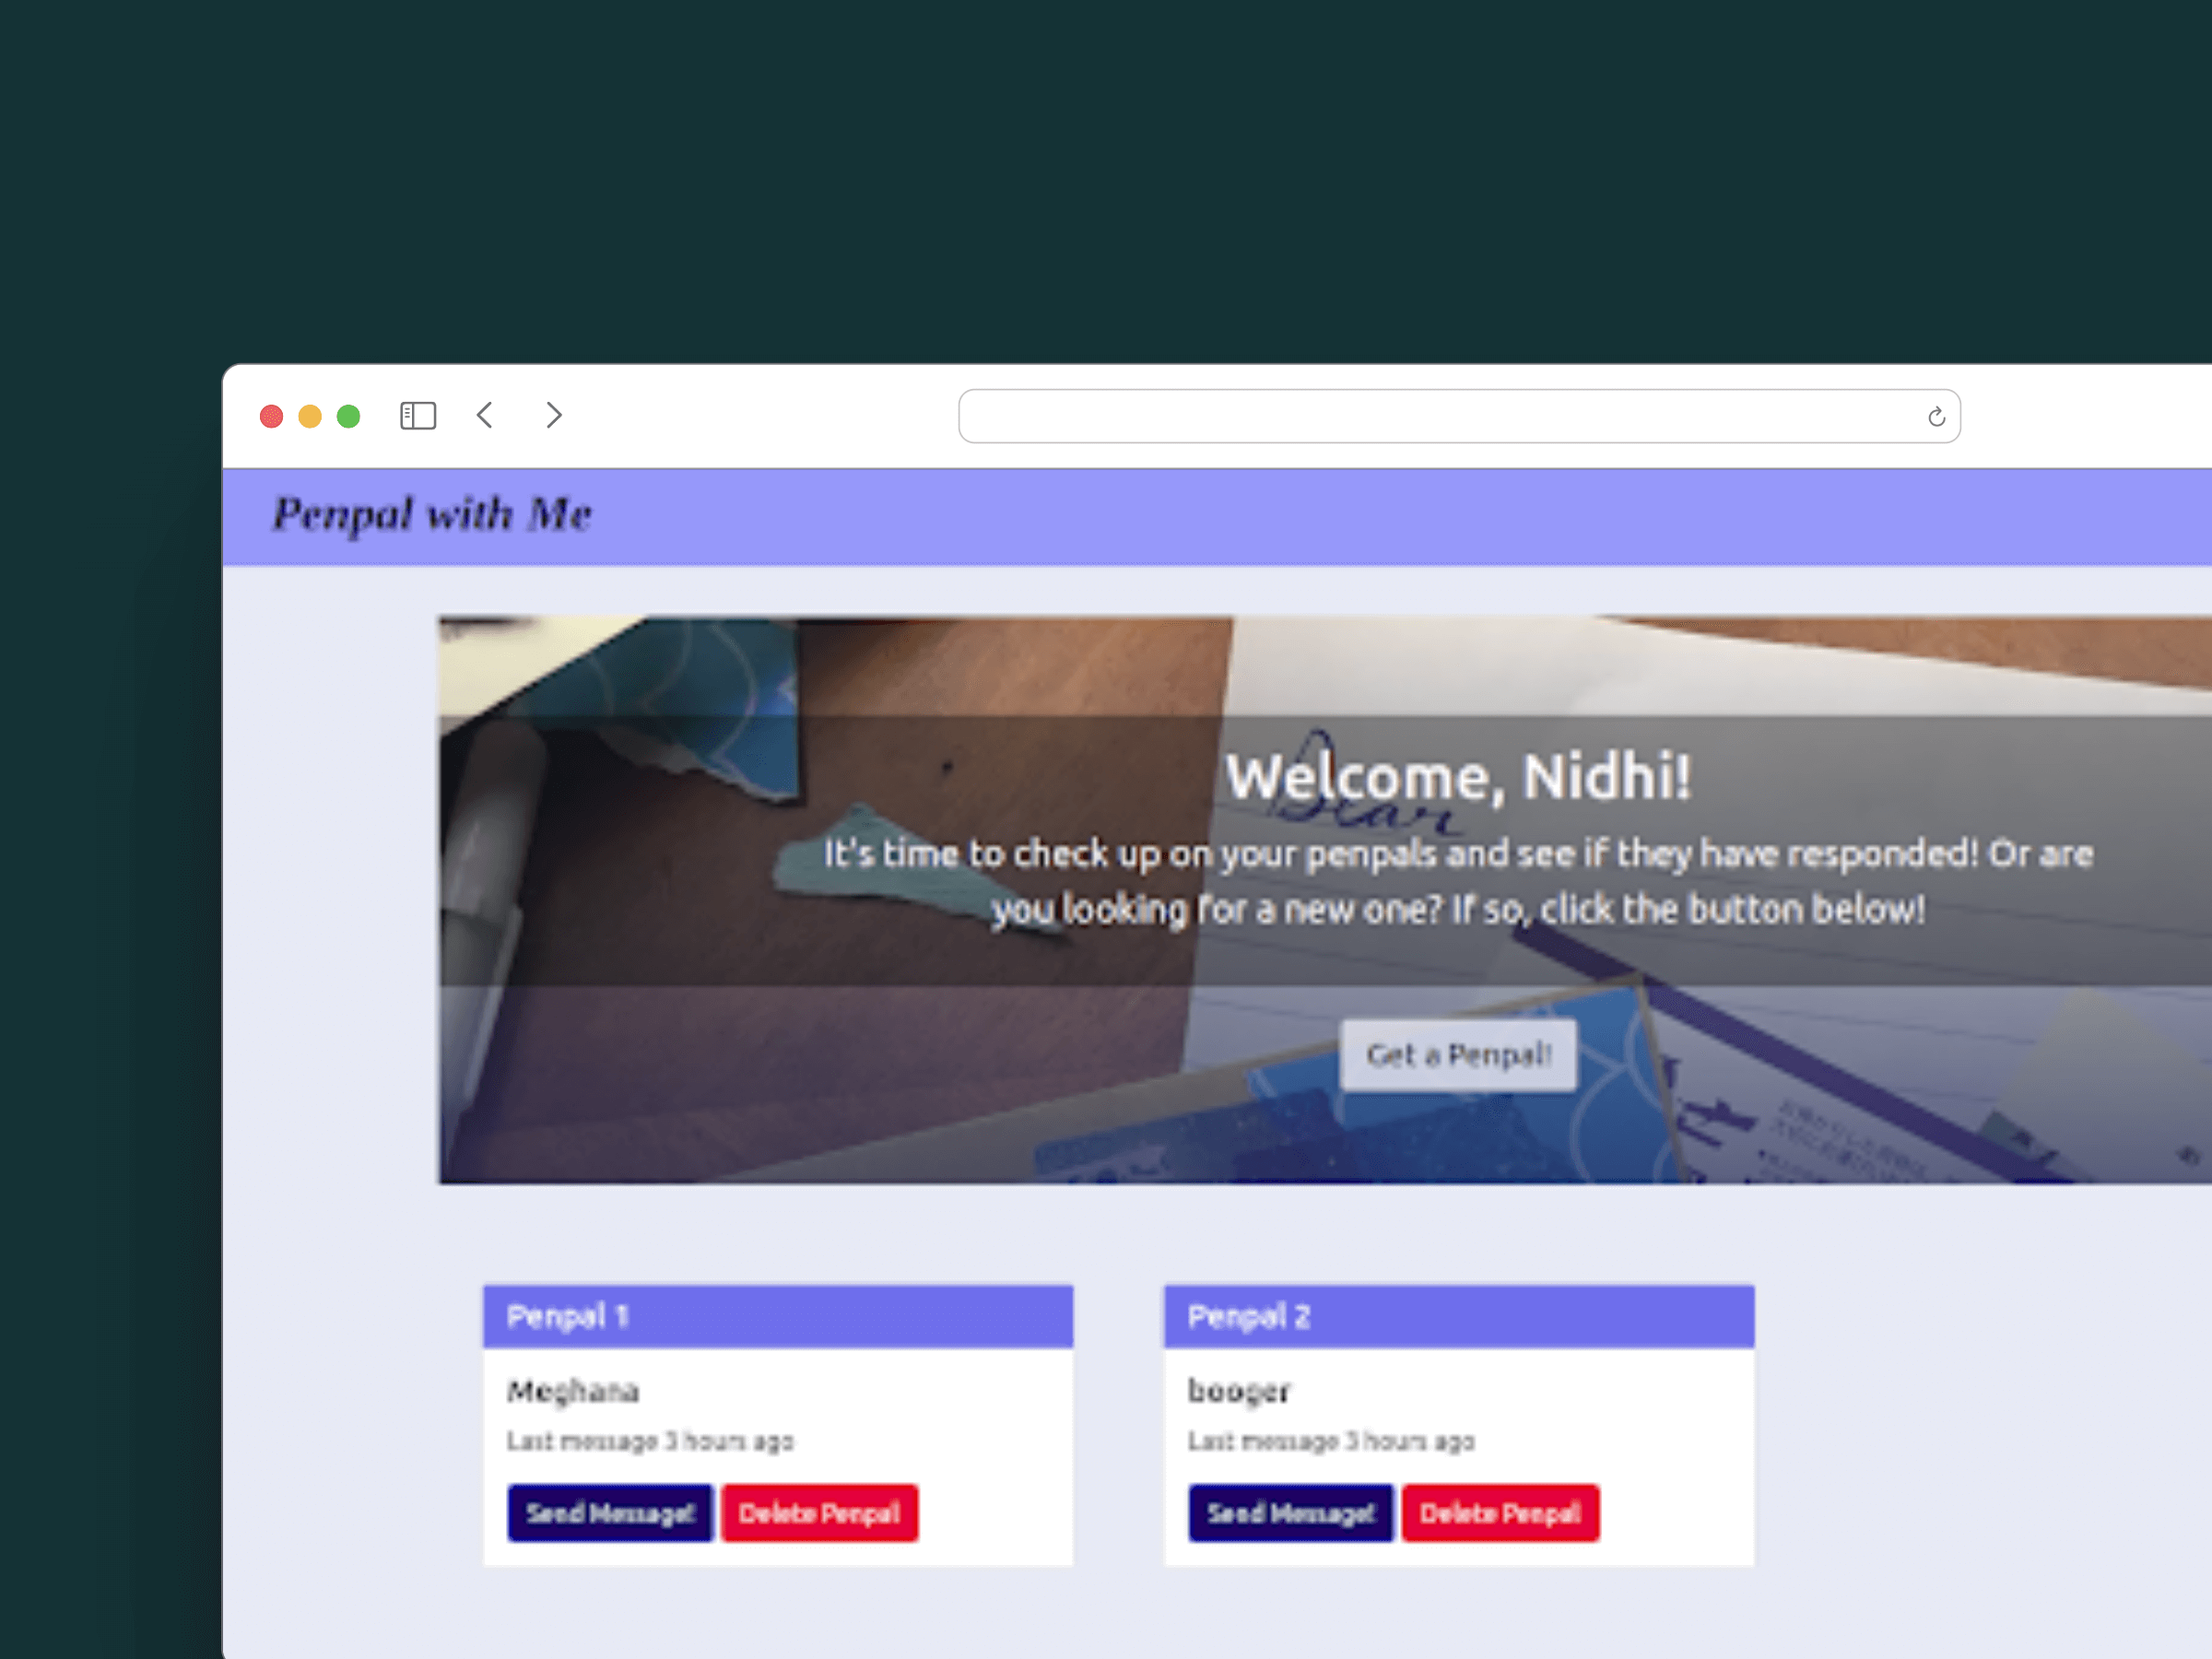 Penpal with Me
Welcome, Nidhi!
Dear
It's time to check up on your penpals and see if they have responded! Or are
you looking for a new one? If so, click the button below!
Get a Penpal!
Penpal 1
Meghana
Last message 3 hours ago
Send Message!
Delete Penpal
Penpal 2
booger
Last message 3 hours ago
Send Message!
Delete Penpal